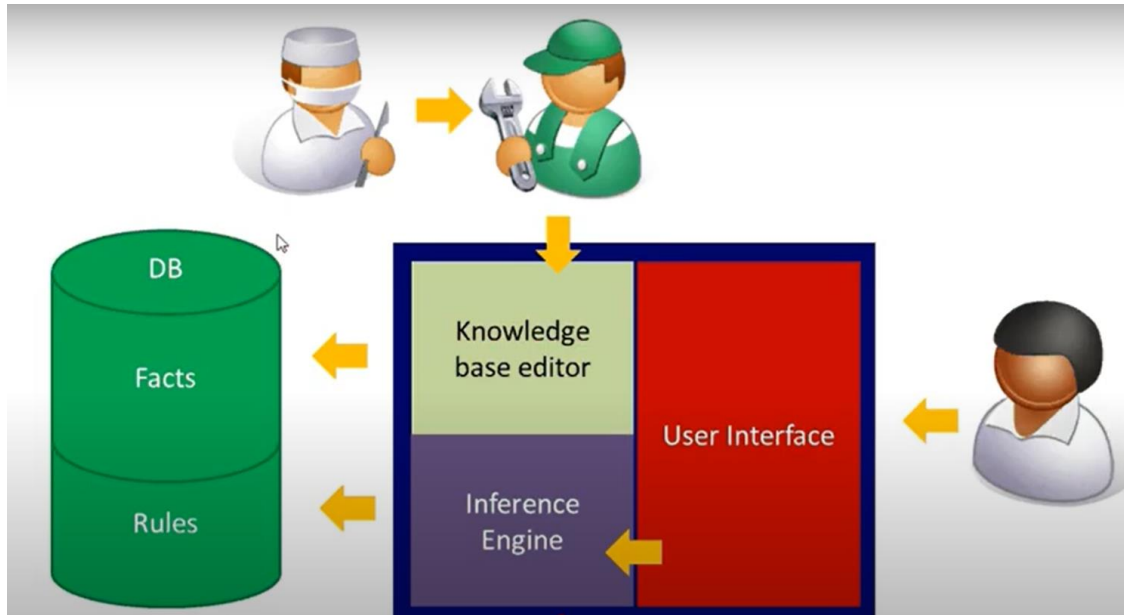 DB
Facts
Rules
Knowledge
base editor
Inference
Engine
User Interface